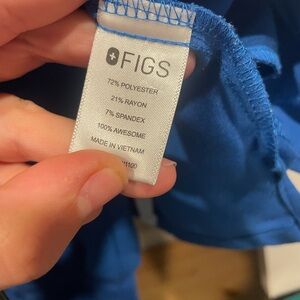 FIGS
72% POLYESTER
21% RAYON
7% SPANDEX
100% AWESOME
MADE IN VIETNAM